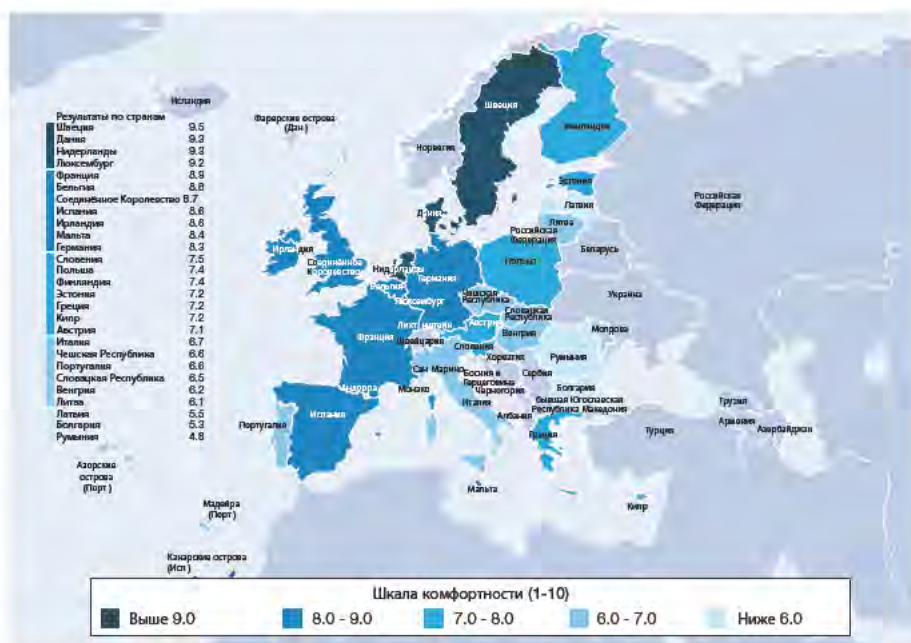 Исландия
Фарерские острова
(Дан )
Результаты по странам
Швеция 9.5
Дания 9.3
Нидерланды 9.3
Люксембург 9.2
Франция 8.9
Бельгия 8.8
Соединённое Королевство 8.7
Испания 8.6
Ирландия 8.6
Мальта 8.4
Германия 8.3
Словения 7.5
Польша 7.4
Финляндия 7.4
Эстония 7.2
Греция 7.2
Кипр 7.2
Австрия 7.1
Италия 6.7
Чешская Республика 6.6
Португалия 6.6
Словацкая Республика 6.5
Венгрия 6.2
Литва 6.1
Латвия 5.5
Болгария 5.3
Румыния 4.8
Швеция
Финляндия
Норвегия
Эстония
Российская
Федерация
Латвия
Дания
Литва
Российская
Федерация
Беларусь
Ирландия
Соединённое
Королевство
Нидерланды
Германия
Польша
Бельгия
Люксембург
Чешская
Республика
Украина
Словацкая
Республика
Лихтенштейн
Австрия
Франция
Швейцария
Венгрия
Молрова
Словения
Хорватия
Румыния
Сан Марино
Босния и
Герцеговина
Сербия
Андорра
Монако
Черногория
Болгария
Испания
Италия
бывшая Югославская
Республика Македония
Португалия
Албания
Грузия
Армения
Азербайджан
Греция
Турция
Азорские
острова
(Порт )
Мальта
Кипр
Мадейра
(Порт )
Канарские острова
(Исп )
Шкала комфортности (1-10)
Выше 9.0 8.0 - 9.0 7.0 - 8.0 6.0 - 7.0 Ниже 6.0